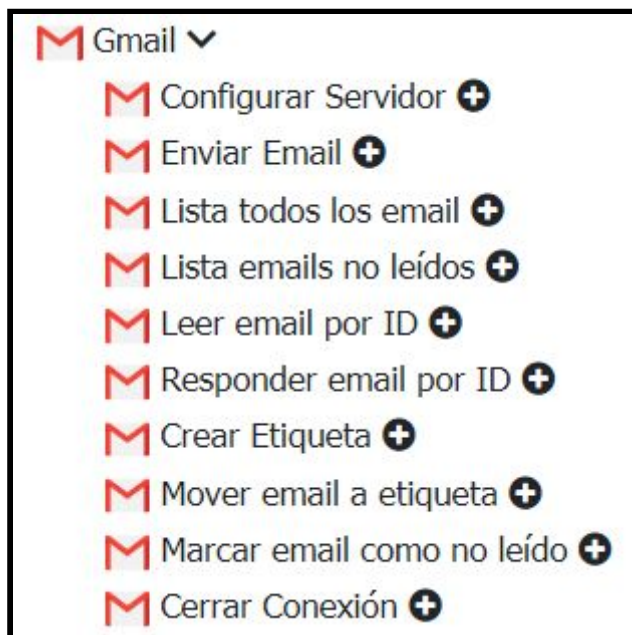 Gmail
Configurar Servidor
Enviar Email
Lista todos los email
Lista emails no leídos
Leer email por ID
Responder email por ID
Crear Etiqueta
Mover email a etiqueta
Marcar email como no leído
Cerrar Conexión